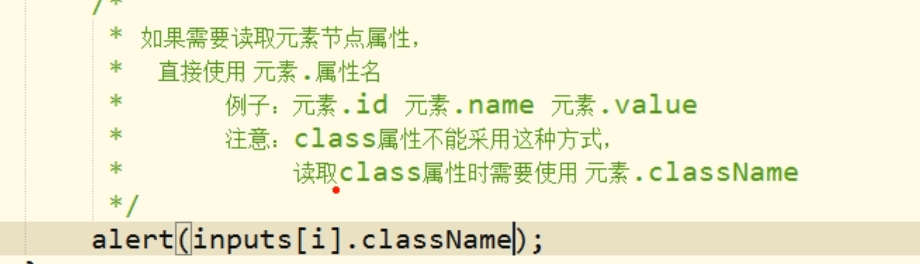 /*
* 如果需要读取元素节点属性，
* 直接使用 元素.属性名
* 例子：元素.id 元素.name 元素.value
* 注意：class属性不能采用这种方式，
* 读取class属性时需要使用 元素.className
*/
alert(inputs[i].className);